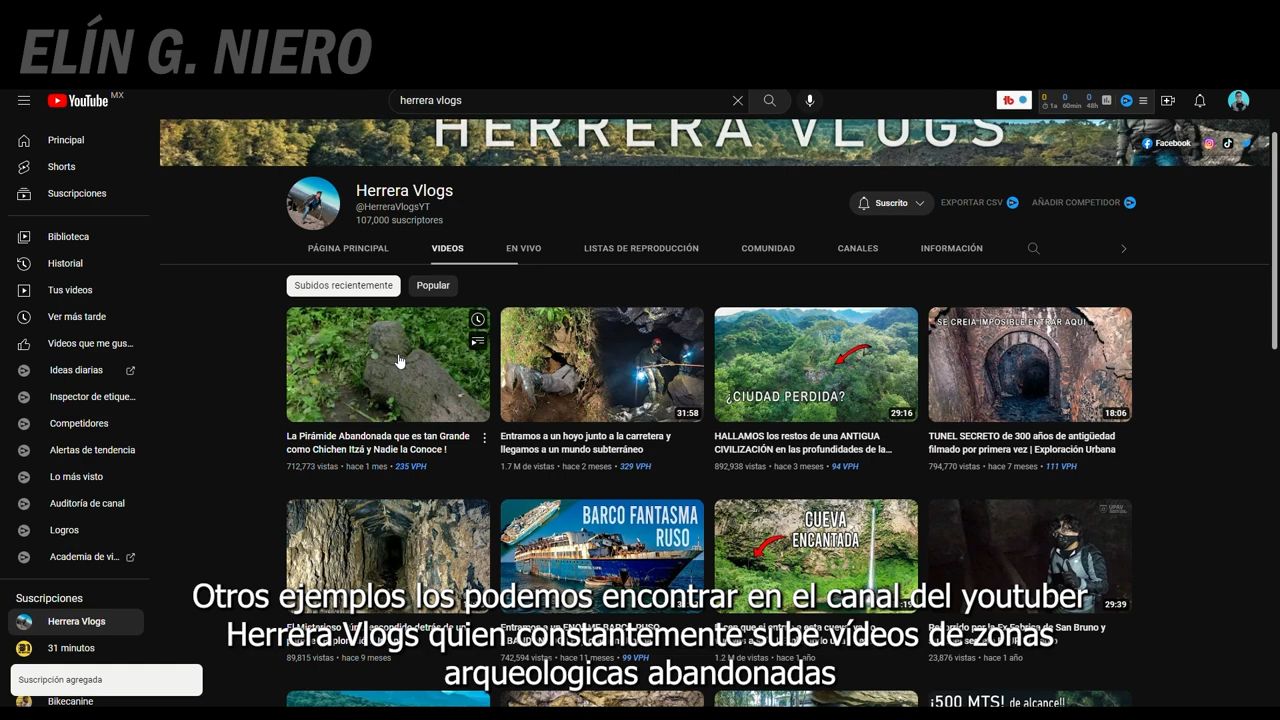 ELÍN G. NIERO
YouTube MX
herrera vlogs
0 0 0
1a 60min 48h
HERRERA VLOGS
Facebook
Principal
Shorts
Suscripciones
Biblioteca
Historial
Tus videos
Ver más tarde
Videos que me gus...
Ideas diarias
Inspector de etique...
Competidores
Alertas de tendencia
Lo más visto
Auditoría de canal
Logros
Academia de vi...
Suscripciones
Herrera Vlogs
31 minutos
Suscripción agregada
Bikecanine
Herrera Vlogs
@HerreraVlogsYT
107,000 suscriptores
Suscrito
EXPORTAR CSV
AÑADIR COMPETIDOR
PÁGINA PRINCIPAL VIDEOS EN VIVO LISTAS DE REPRODUCCIÓN COMUNIDAD CANALES INFORMACIÓN
Subidos recientemente Popular
La Pirámide Abandonada que es tan Grande
como Chichen Itzá y Nadie la Conoce !
712,773 vistas • hace 1 mes • 235 VPH
31:58
Entramos a un hoyo junto a la carretera y
llegamos a un mundo subterráneo
1.7 M de vistas • hace 2 meses • 329 VPH
¿CIUDAD PERDIDA?
29:16
HALLAMOS los restos de una ANTIGUA
CIVILIZACIÓN en las profundidades de la...
892,938 vistas • hace 3 meses • 94 VPH
SE CREIA IMPOSIBLE ENTRAR AQUI
18:06
TUNEL SECRETO de 300 años de antigüedad
filmado por primera vez | Exploración Urbana
794,770 vistas • hace 7 meses • 111 VPH
BARCO FANTASMA
RUSO
CUEVA
ENCANTADA
29:39
89,815 vistas • hace 9 meses
742,594 vistas • hace 11 meses • 99 VPH
1.2 M de vistas • hace 1 año
23,876 vistas • hace 1 año
¡500 MTS! de alcance!!
Otros ejemplos los podemos encontrar en el canal del youtuber
Herrera Vlogs quien constantemente sube vídeos de zonas
arqueologicas abandonadas